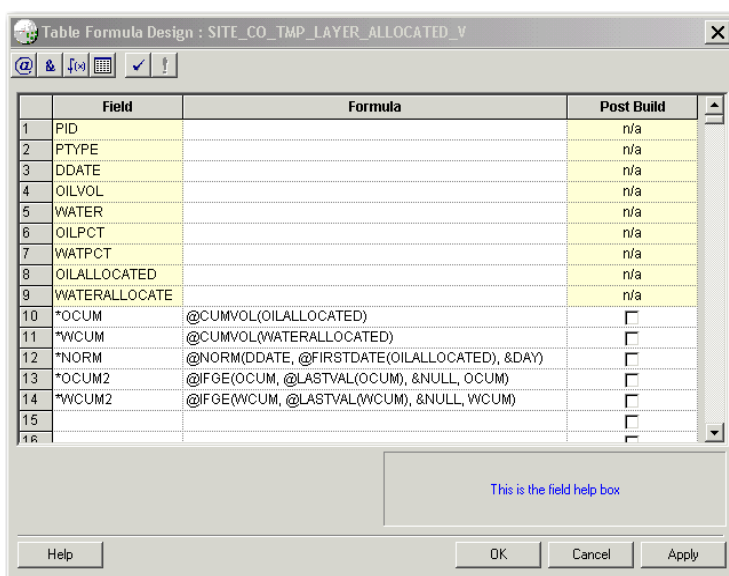 Table Formula Design : SITE_CO_TMP_LAYER_ALLOCATED_V
@ & f(x)
Field Formula Post Build
1 PID n/a
2 PTYPE n/a
3 DDATE n/a
4 OILVOL n/a
5 WATER n/a
6 OILPCT n/a
7 WATPCT n/a
8 OILALLOCATED n/a
9 WATERALLOCATE n/a
10 *OCUM @CUMVOL(OILALLOCATED)
11 *WCUM @CUMVOL(WATERALLOCATED)
12 *NORM @NORM(DDATE, @FIRSTDATE(OILALLOCATED), &DAY)
13 *OCUM2 @IFGE(OCUM, @LASTVAL(OCUM), &NULL, OCUM)
14 *WCUM2 @IFGE(WCUM, @LASTVAL(WCUM), &NULL, WCUM)
15
16
This is the field help box
Help OK Cancel Apply